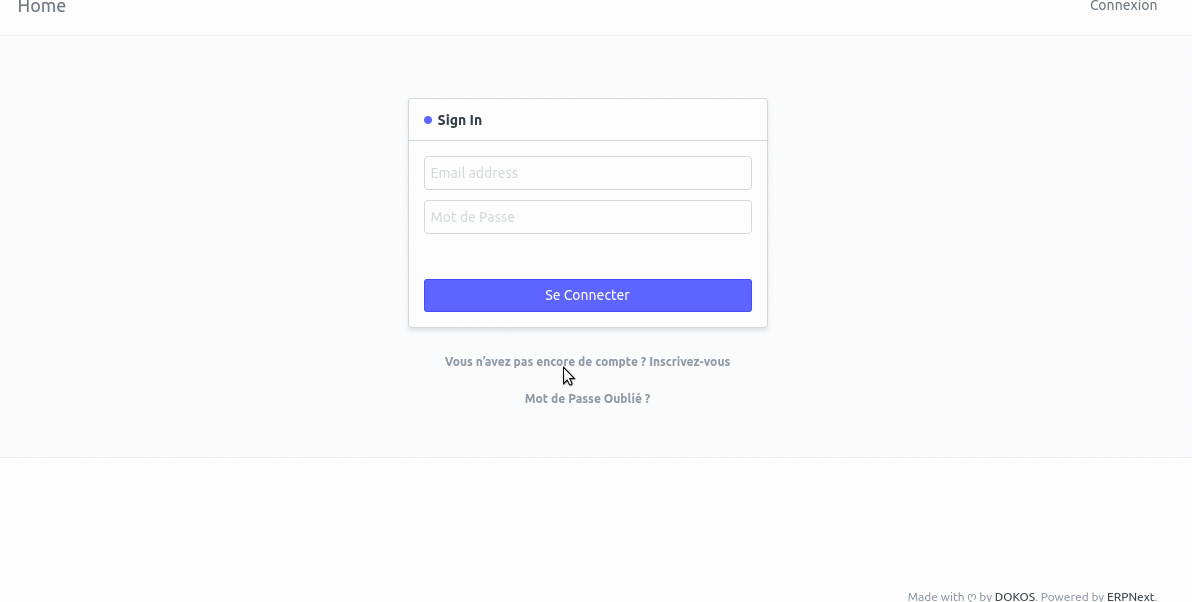 Home
Connexion
Sign In
Email address
Mot de Passe
Se Connecter
Vous n'avez pas encore de compte ? Inscrivez-vous
Mot de Passe Oublié ?
Made with ღ by DOKOS. Powered by ERPNext.